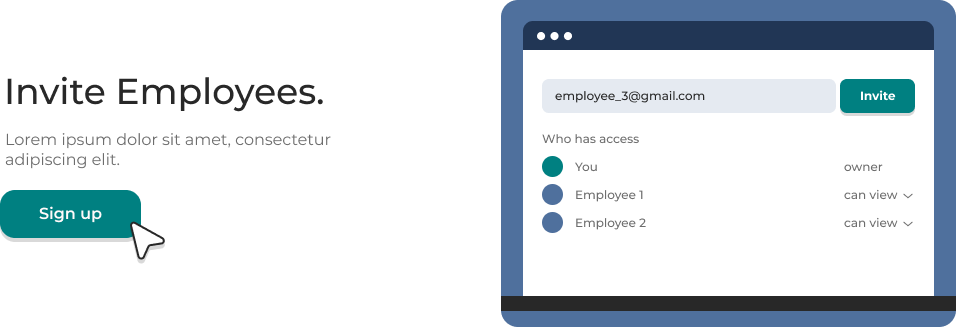 Invite Employees.
Lorem ipsum dolor sit amet, consectetur
adipiscing elit.
Sign up
employee_3@gmail.com
Invite
Who has access
You
owner
Employee 1
can view
Employee 2
can view